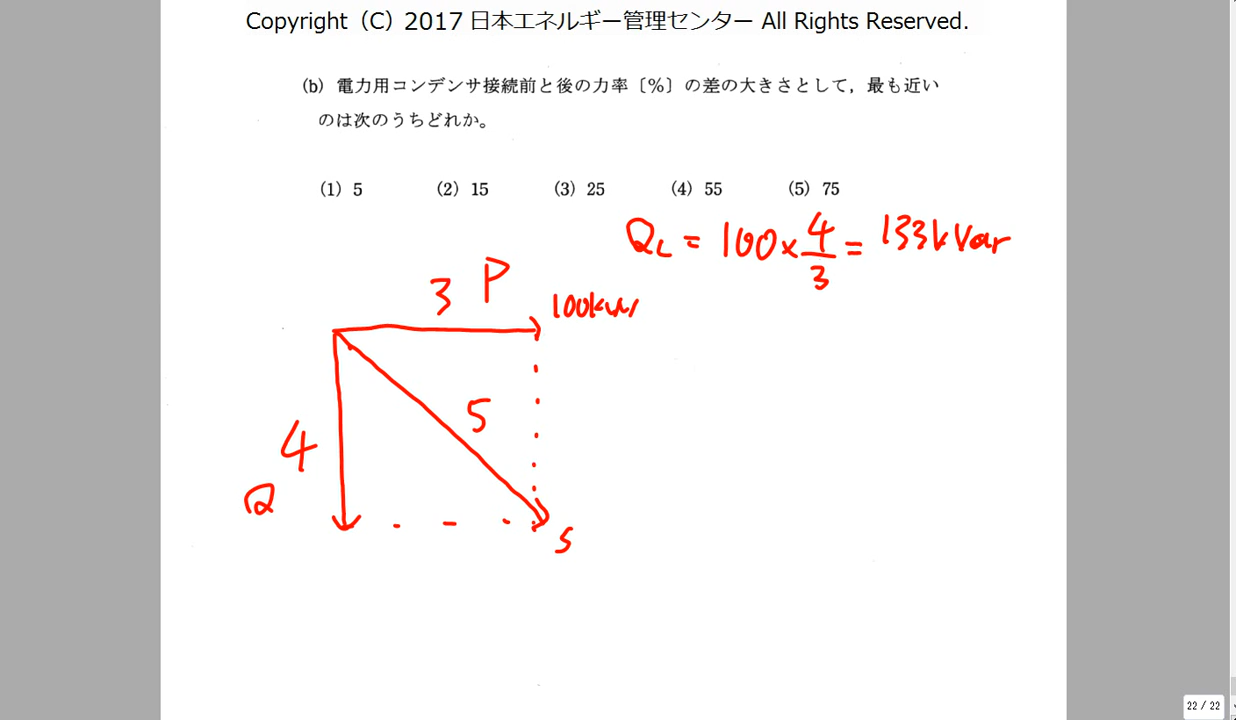 Copyright（C）2017 日本エネルギー管理センター All Rights Reserved.
(b) 電力用コンデンサ接続前と後の力率〔％〕の差の大きさとして，最も近い
のは次のうちどれか。
(1) 5 (2) 15 (3) 25 (4) 55 (5) 75
QL = 100 × 4/3 = 133kVar
3 P
100kW
5
4
Q
S
22 / 22